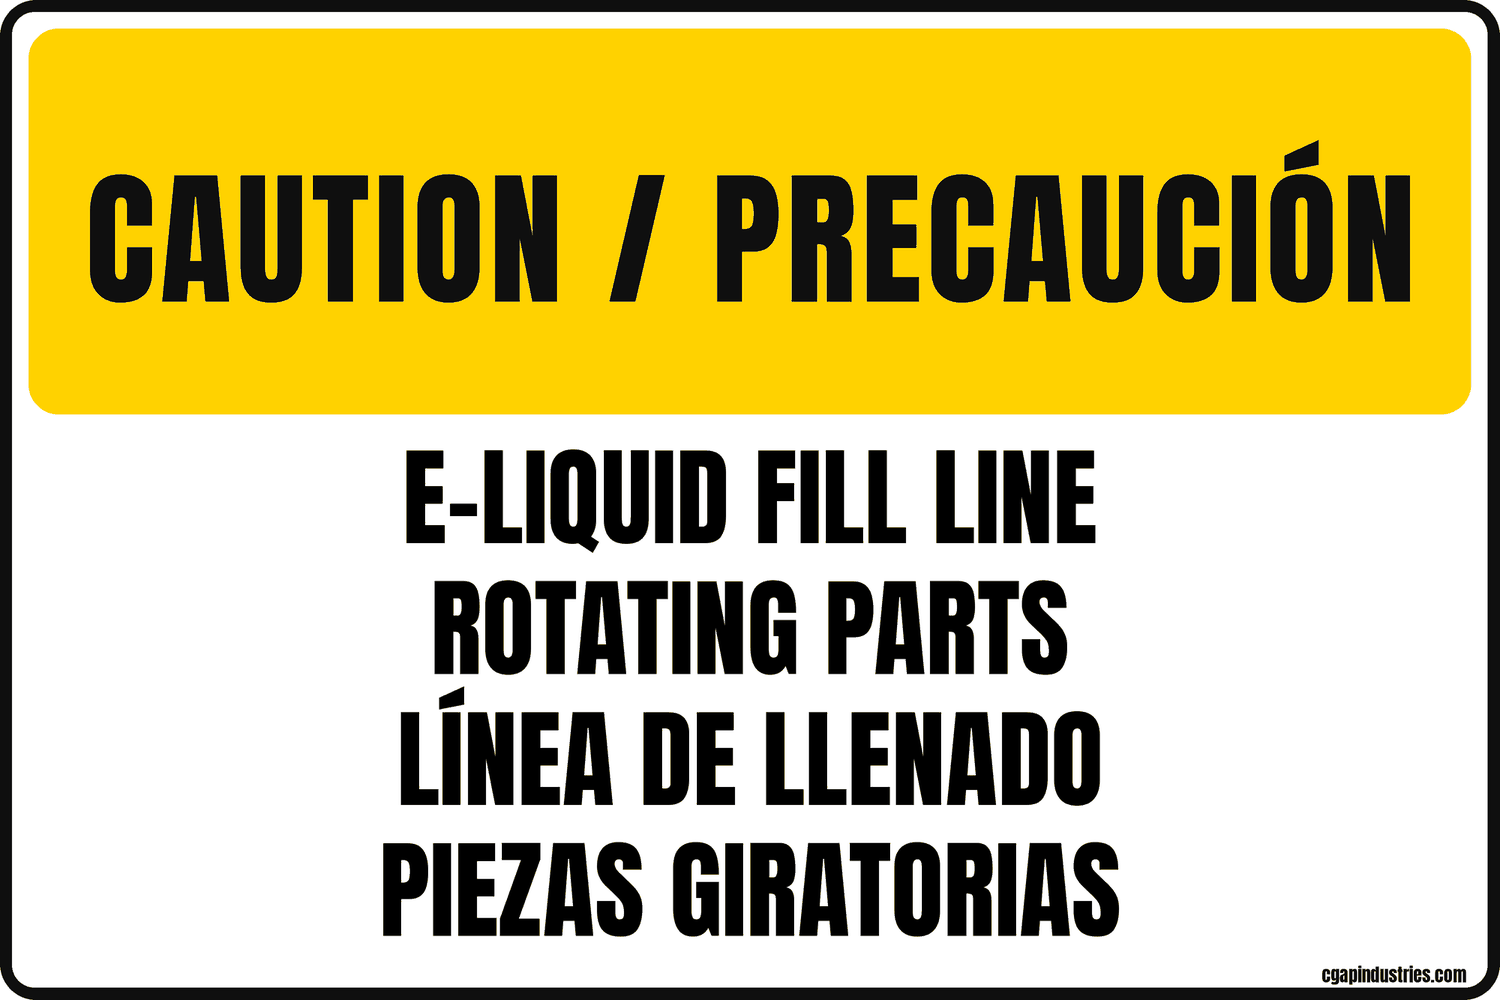 CAUTION / PRECAUCIÓN
E-LIQUID FILL LINE
ROTATING PARTS
LÍNEA DE LLENADO
PIEZAS GIRATORIAS
cgapindustries.com